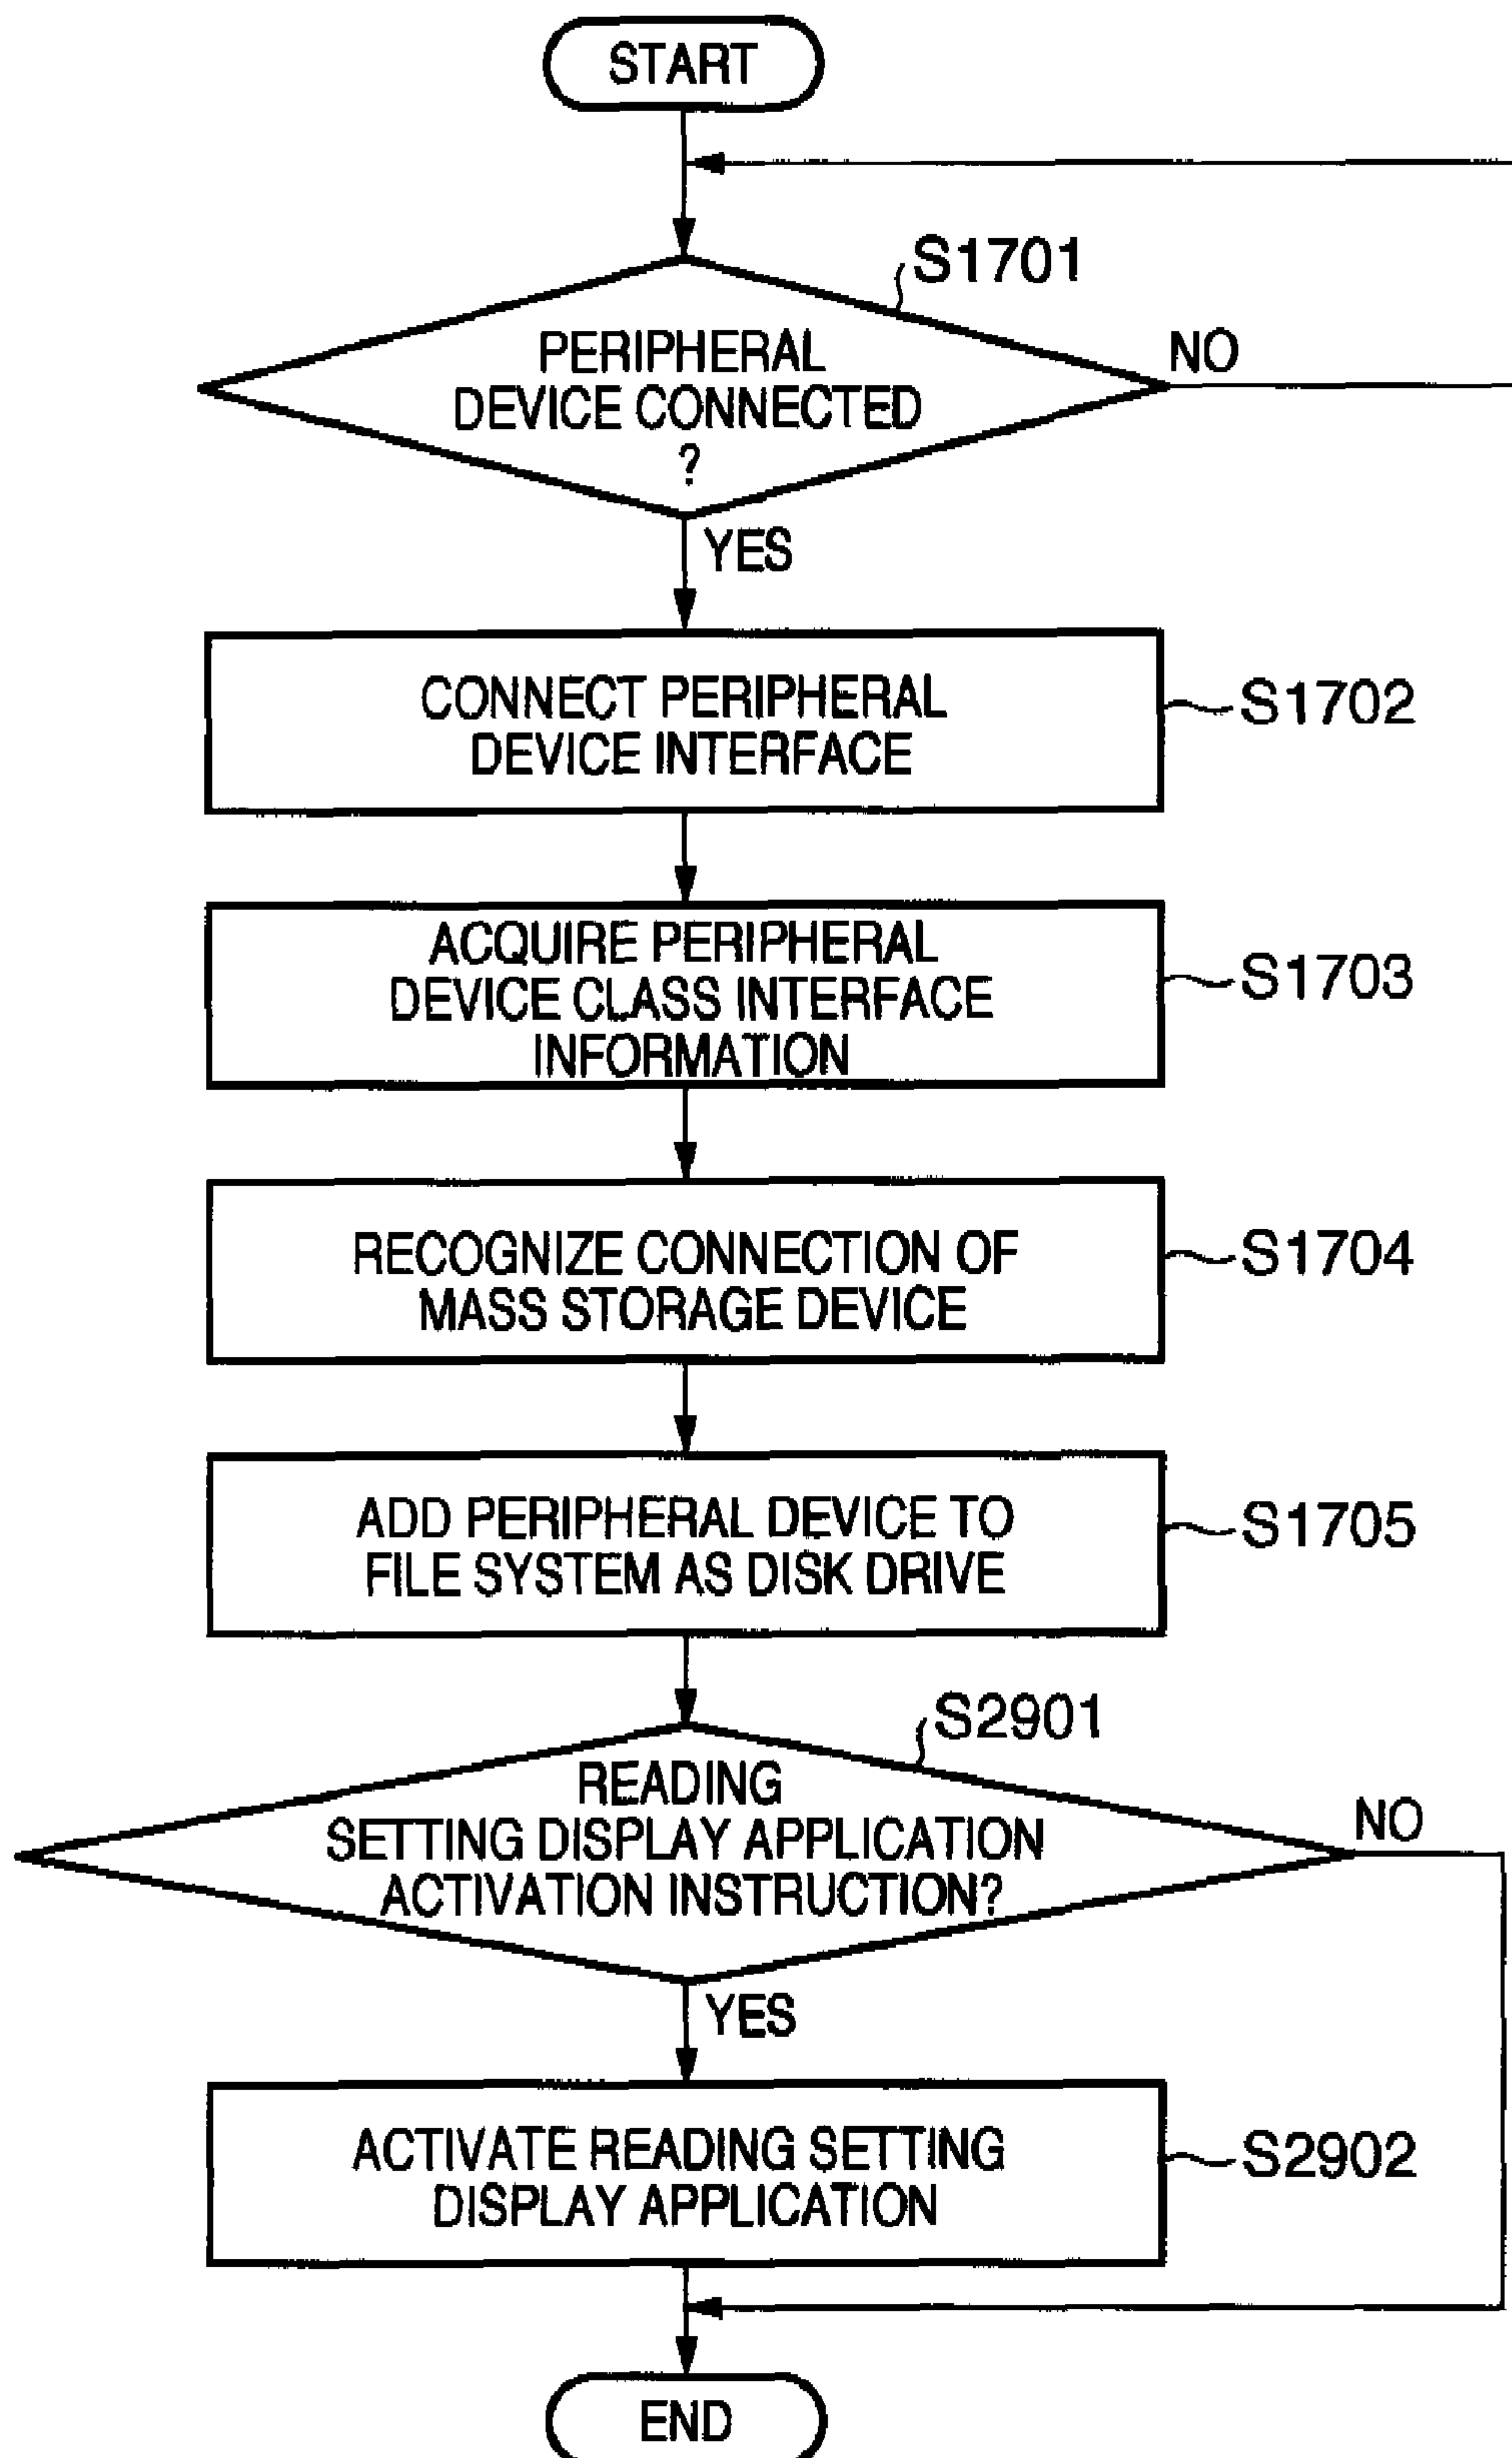 START
S1701
PERIPHERAL
DEVICE CONNECTED
?
NO
YES
CONNECT PERIPHERAL
DEVICE INTERFACE
S1702
ACQUIRE PERIPHERAL
DEVICE CLASS INTERFACE
INFORMATION
S1703
RECOGNIZE CONNECTION OF
MASS STORAGE DEVICE
S1704
ADD PERIPHERAL DEVICE TO
FILE SYSTEM AS DISK DRIVE
S1705
S2901
READING
SETTING DISPLAY APPLICATION
ACTIVATION INSTRUCTION?
NO
YES
ACTIVATE READING SETTING
DISPLAY APPLICATION
S2902
END